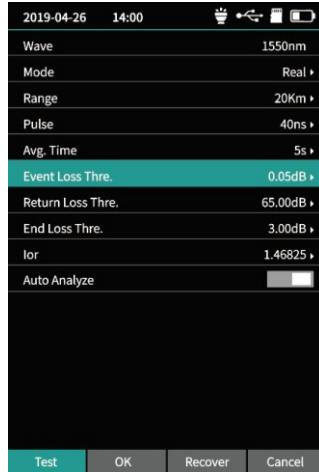 2019-04-26 14:00
Wave 1550nm
Mode Real
Range 20Km
Pulse 40ns
Avg. Time 5s
Event Loss Thre. 0.05dB
Return Loss Thre. 65.00dB
End Loss Thre. 3.00dB
Ior 1.46825
Auto Analyze
Test OK Recover Cancel